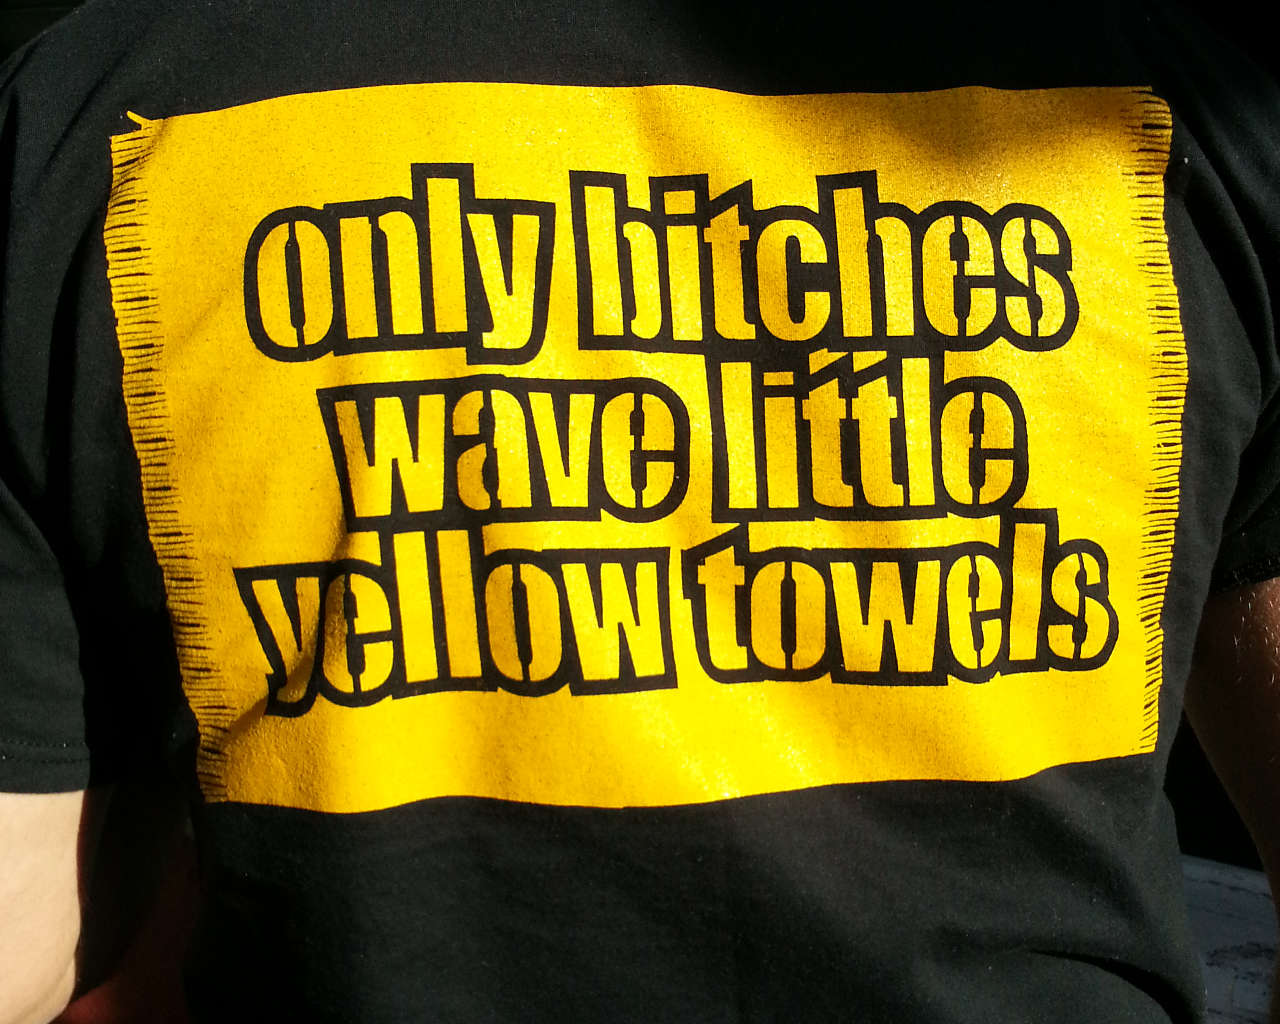 only bitches
wave little
yellow towels